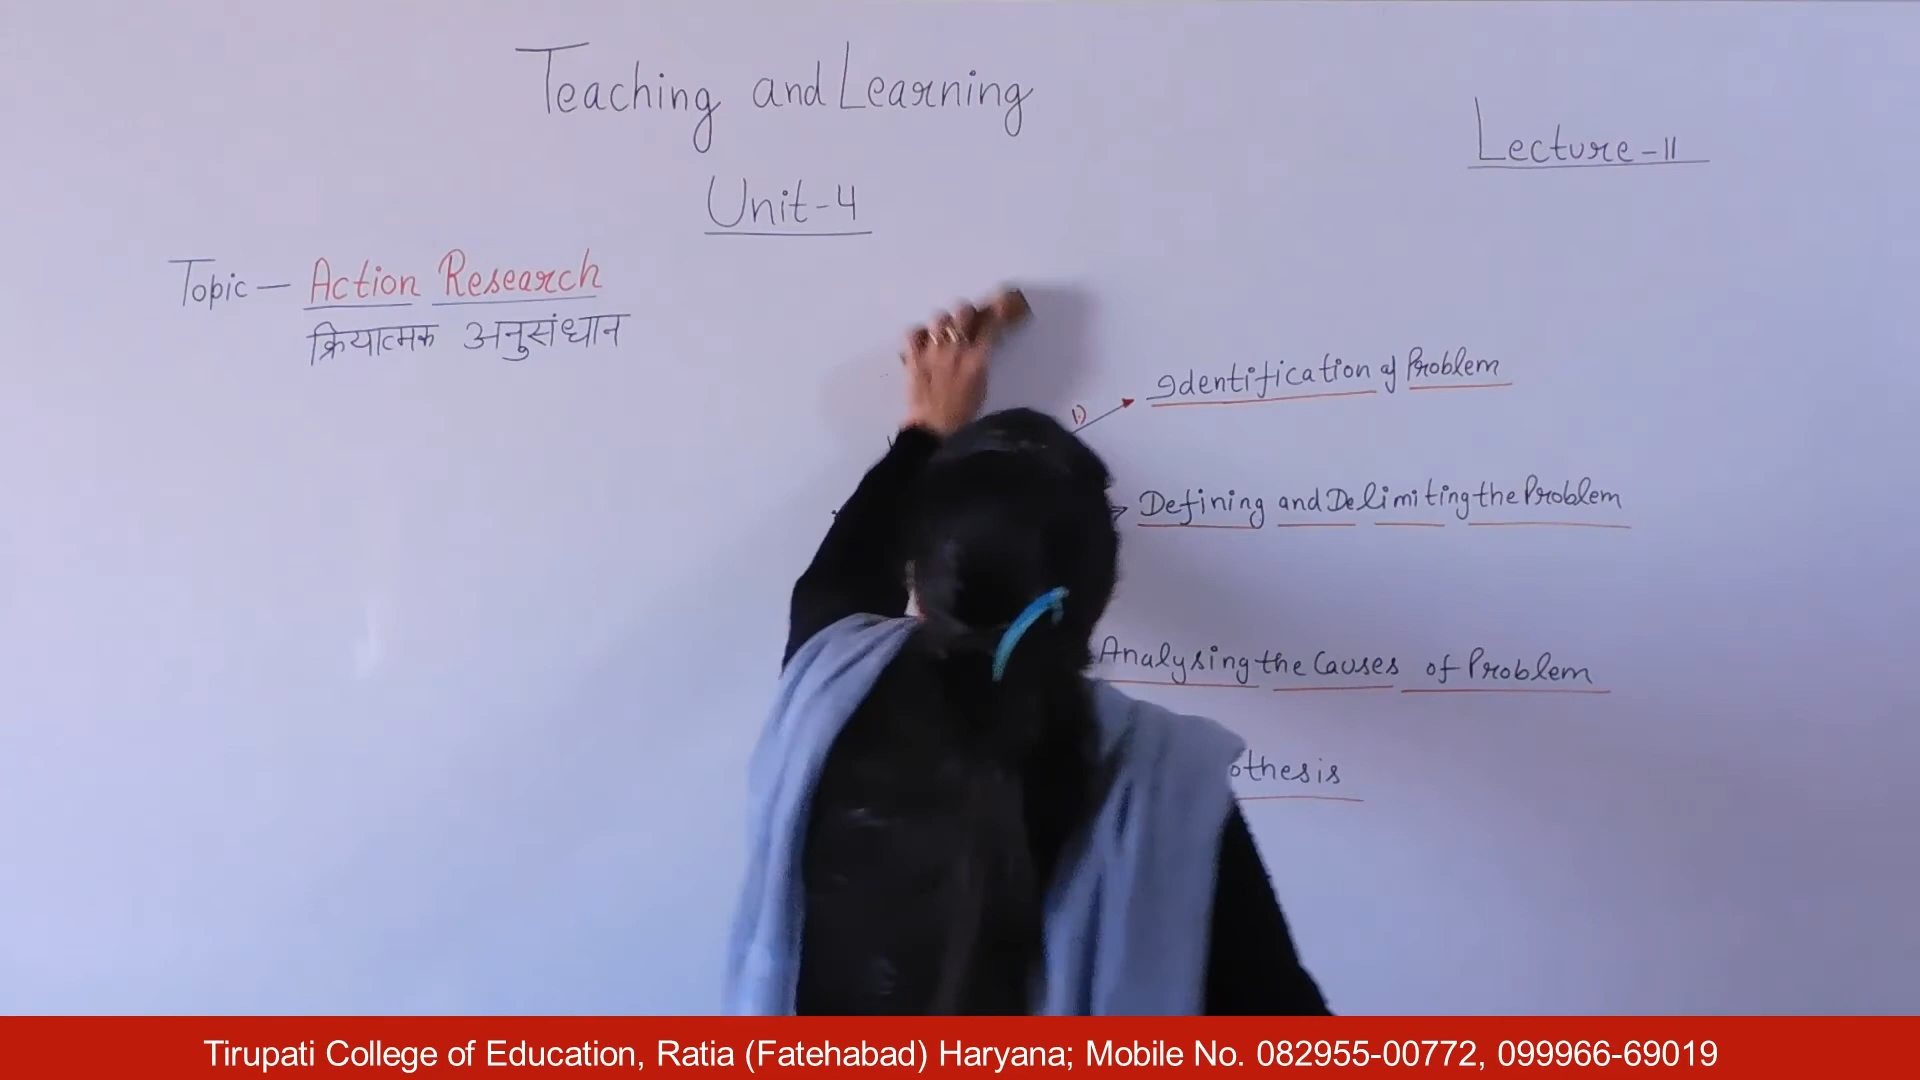 Teaching and Learning
Lecture-11
Unit-4
Topic— Action Research
क्रियात्मक अनुसंधान
1) Identification of Problem
Defining and Delimiting the Problem
Analysing the Causes of Problem
othesis
Tirupati College of Education, Ratia (Fatehabad) Haryana; Mobile No. 082955-00772, 099966-69019